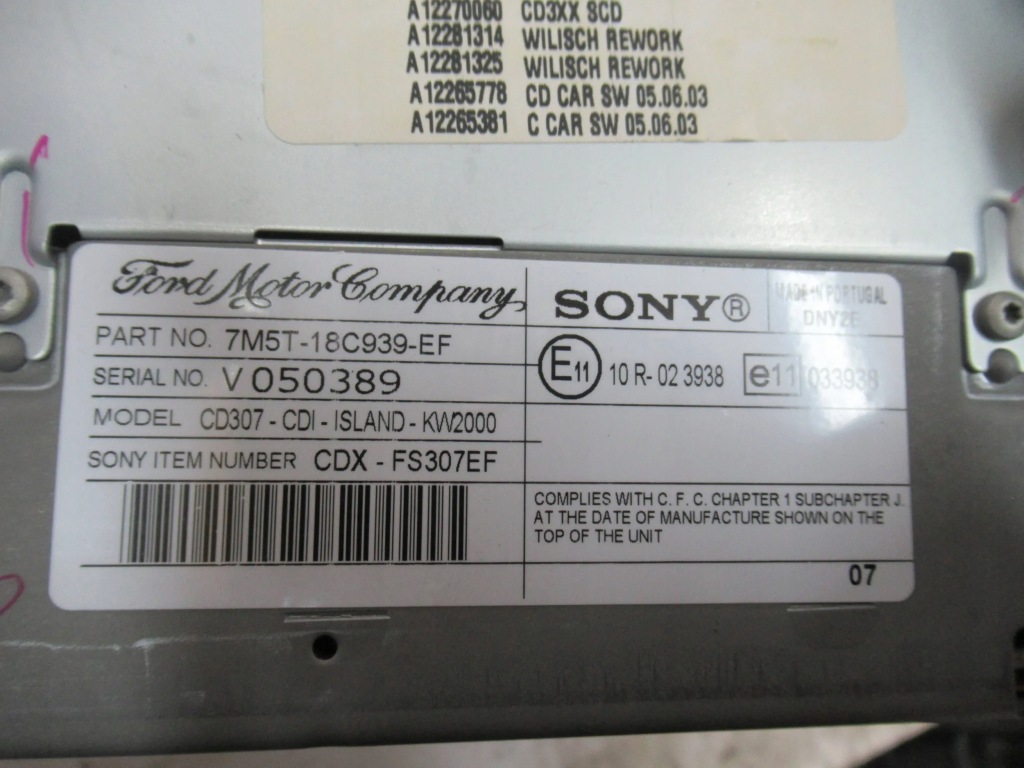 A12270060 CD3XX SCD
A12281314 WILISCH REWORK
A12281325 WILISCH REWORK
A12265778 CD CAR SW 05.06.03
A12265381 C CAR SW 05.06.03
Ford Motor Company,
PART NO. 7M5T-18C939-EF
SERIAL NO. V050389
MODEL CD307 - CDI - ISLAND - KW2000
SONY ITEM NUMBER CDX - FS307EF
SONY®
MADE IN PORTUGAL
DNY2E
E11 10 R- 02 3938 e11 033938
COMPLIES WITH C. F. C. CHAPTER 1 SUBCHAPTER J.
AT THE DATE OF MANUFACTURE SHOWN ON THE
TOP OF THE UNIT
07